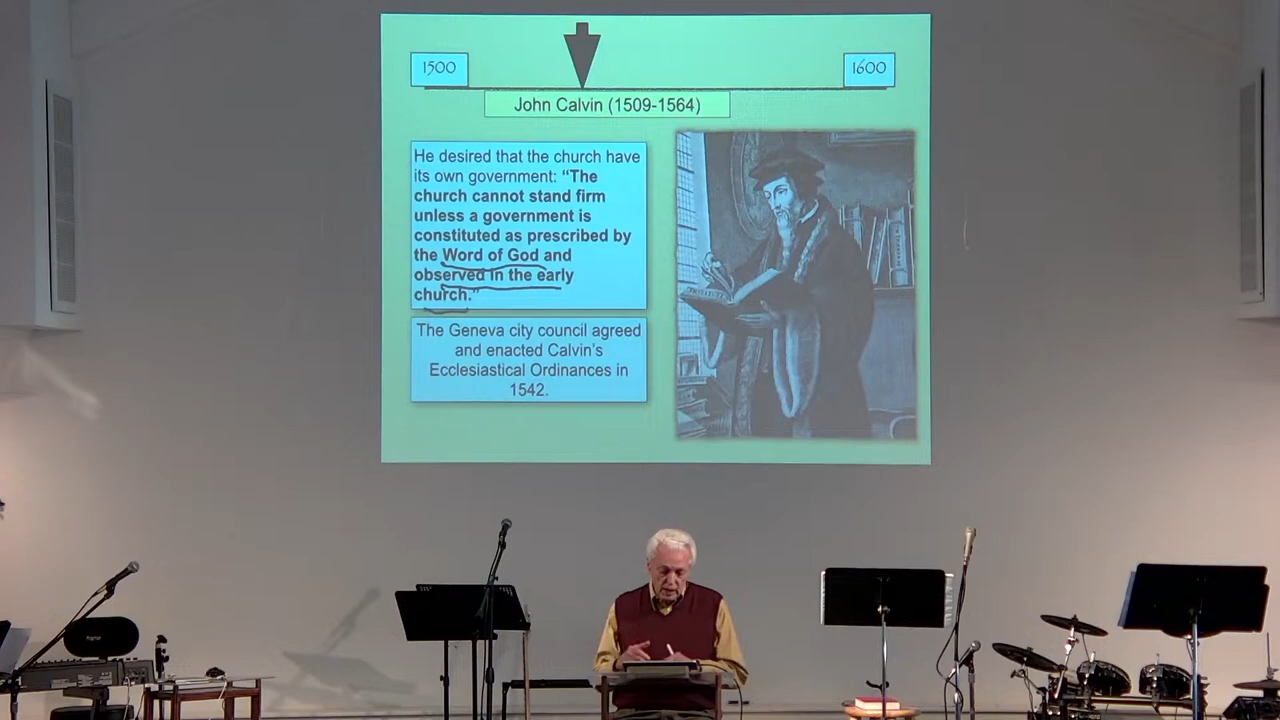 1500
1600
John Calvin (1509-1564)
He desired that the church have
its own government: “The
church cannot stand firm
unless a government is
constituted as prescribed by
the Word of God and
observed in the early
church.”
The Geneva city council agreed
and enacted Calvin’s
Ecclesiastical Ordinances in
1542.